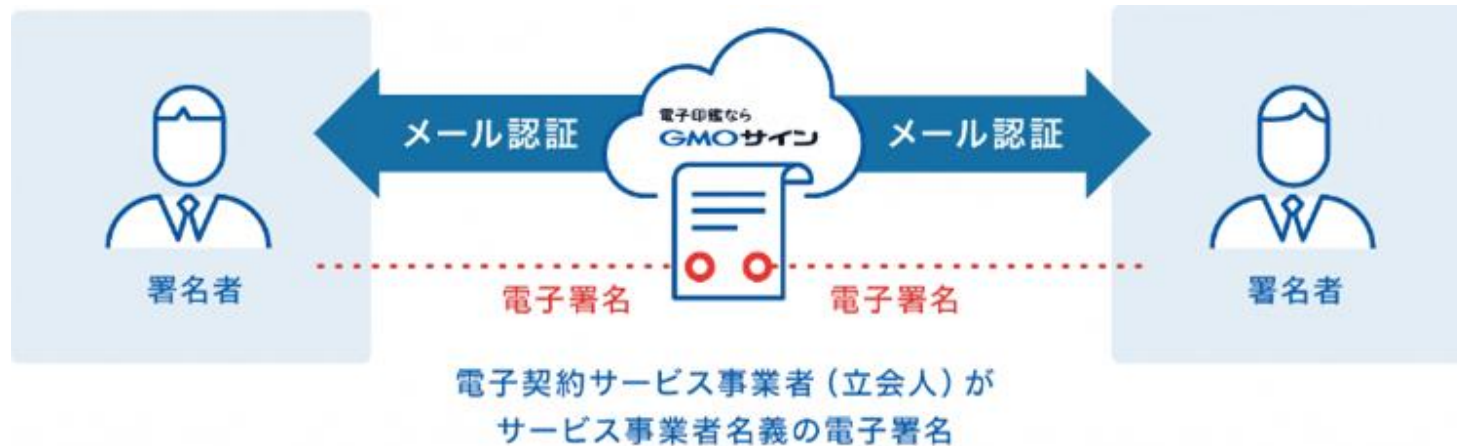 電子印鑑なら
GMOサイン
メール認証
メール認証
署名者
電子署名
電子署名
署名者
電子契約サービス事業者（立会人）が
サービス事業者名義の電子署名